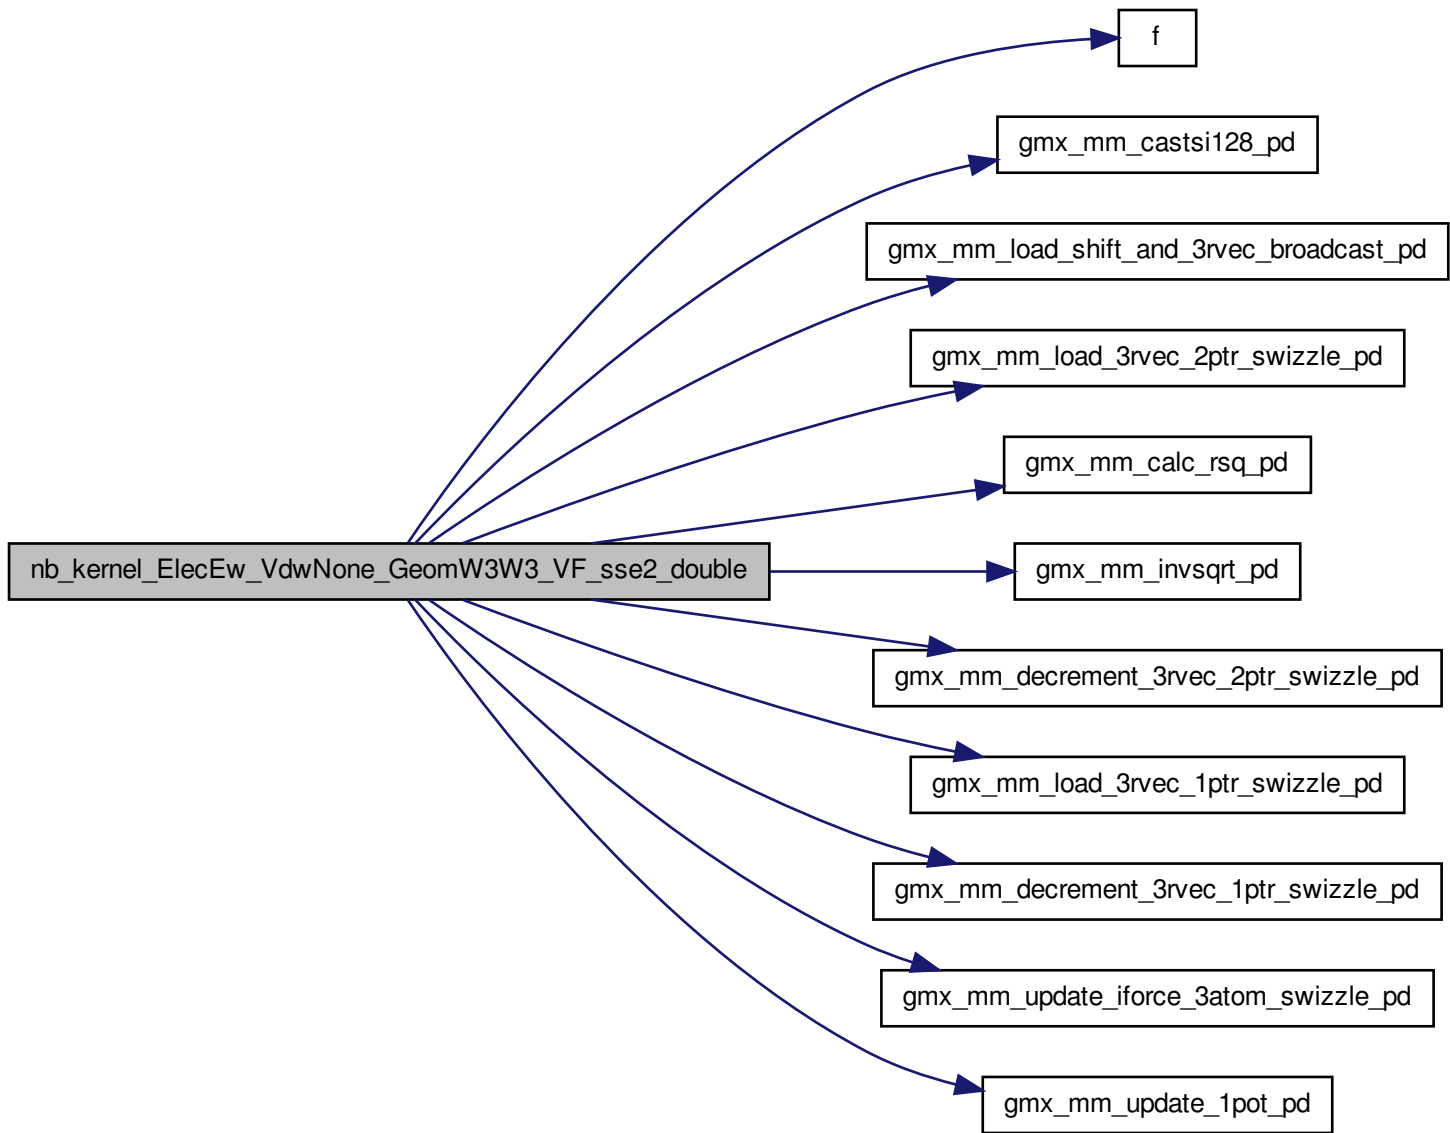 f
gmx_mm_castsi128_pd
gmx_mm_load_shift_and_3rvec_broadcast_pd
gmx_mm_load_3rvec_2ptr_swizzle_pd
gmx_mm_calc_rsq_pd
nb_kernel_ElecEw_VdwNone_GeomW3W3_VF_sse2_double
gmx_mm_invsqrt_pd
gmx_mm_decrement_3rvec_2ptr_swizzle_pd
gmx_mm_load_3rvec_1ptr_swizzle_pd
gmx_mm_decrement_3rvec_1ptr_swizzle_pd
gmx_mm_update_iforce_3atom_swizzle_pd
gmx_mm_update_1pot_pd